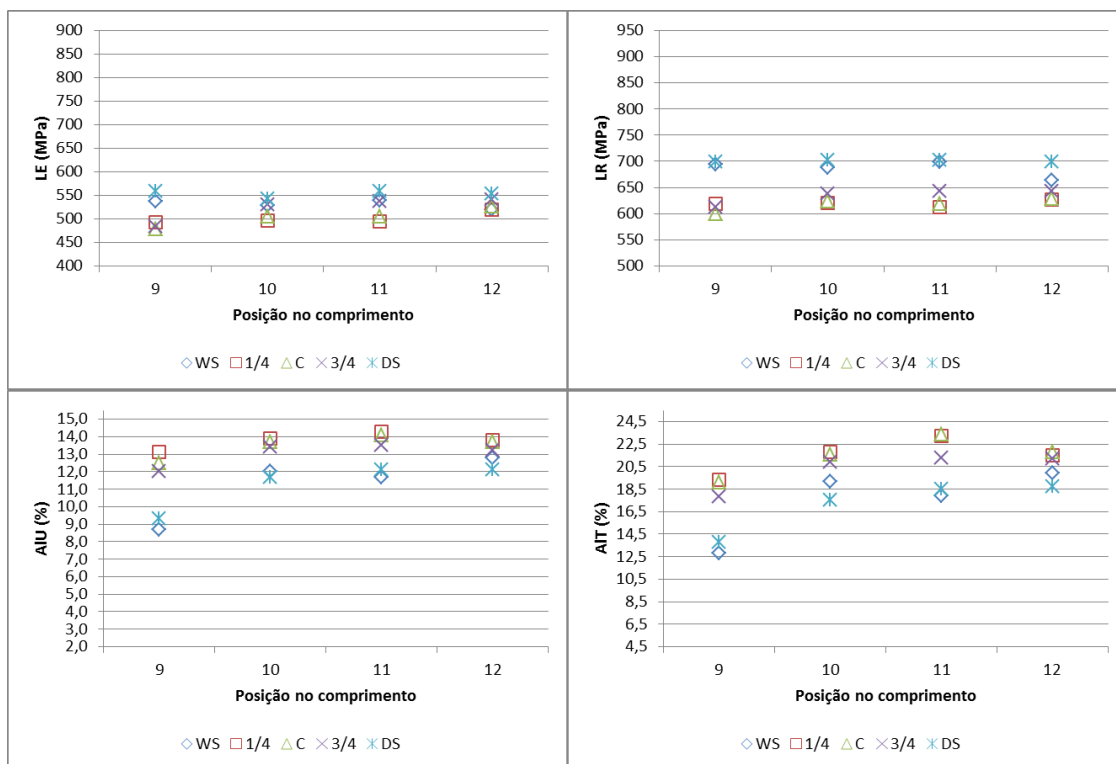 900
850
800
750
700
650
600
550
500
450
400
LE (MPa)
9 10 11 12
Posição no comprimento
WS 1/4 C 3/4 DS
950
900
850
800
750
700
650
600
550
500
LR (MPa)
9 10 11 12
Posição no comprimento
WS 1/4 C 3/4 DS
15,0
14,0
13,0
12,0
11,0
10,0
9,0
8,0
7,0
6,0
5,0
4,0
3,0
2,0
AlU (%)
9 10 11 12
Posição no comprimento
WS 1/4 C 3/4 DS
24,5
22,5
20,5
18,5
16,5
14,5
12,5
10,5
8,5
6,5
4,5
AlT (%)
9 10 11 12
Posição no comprimento
WS 1/4 C 3/4 DS